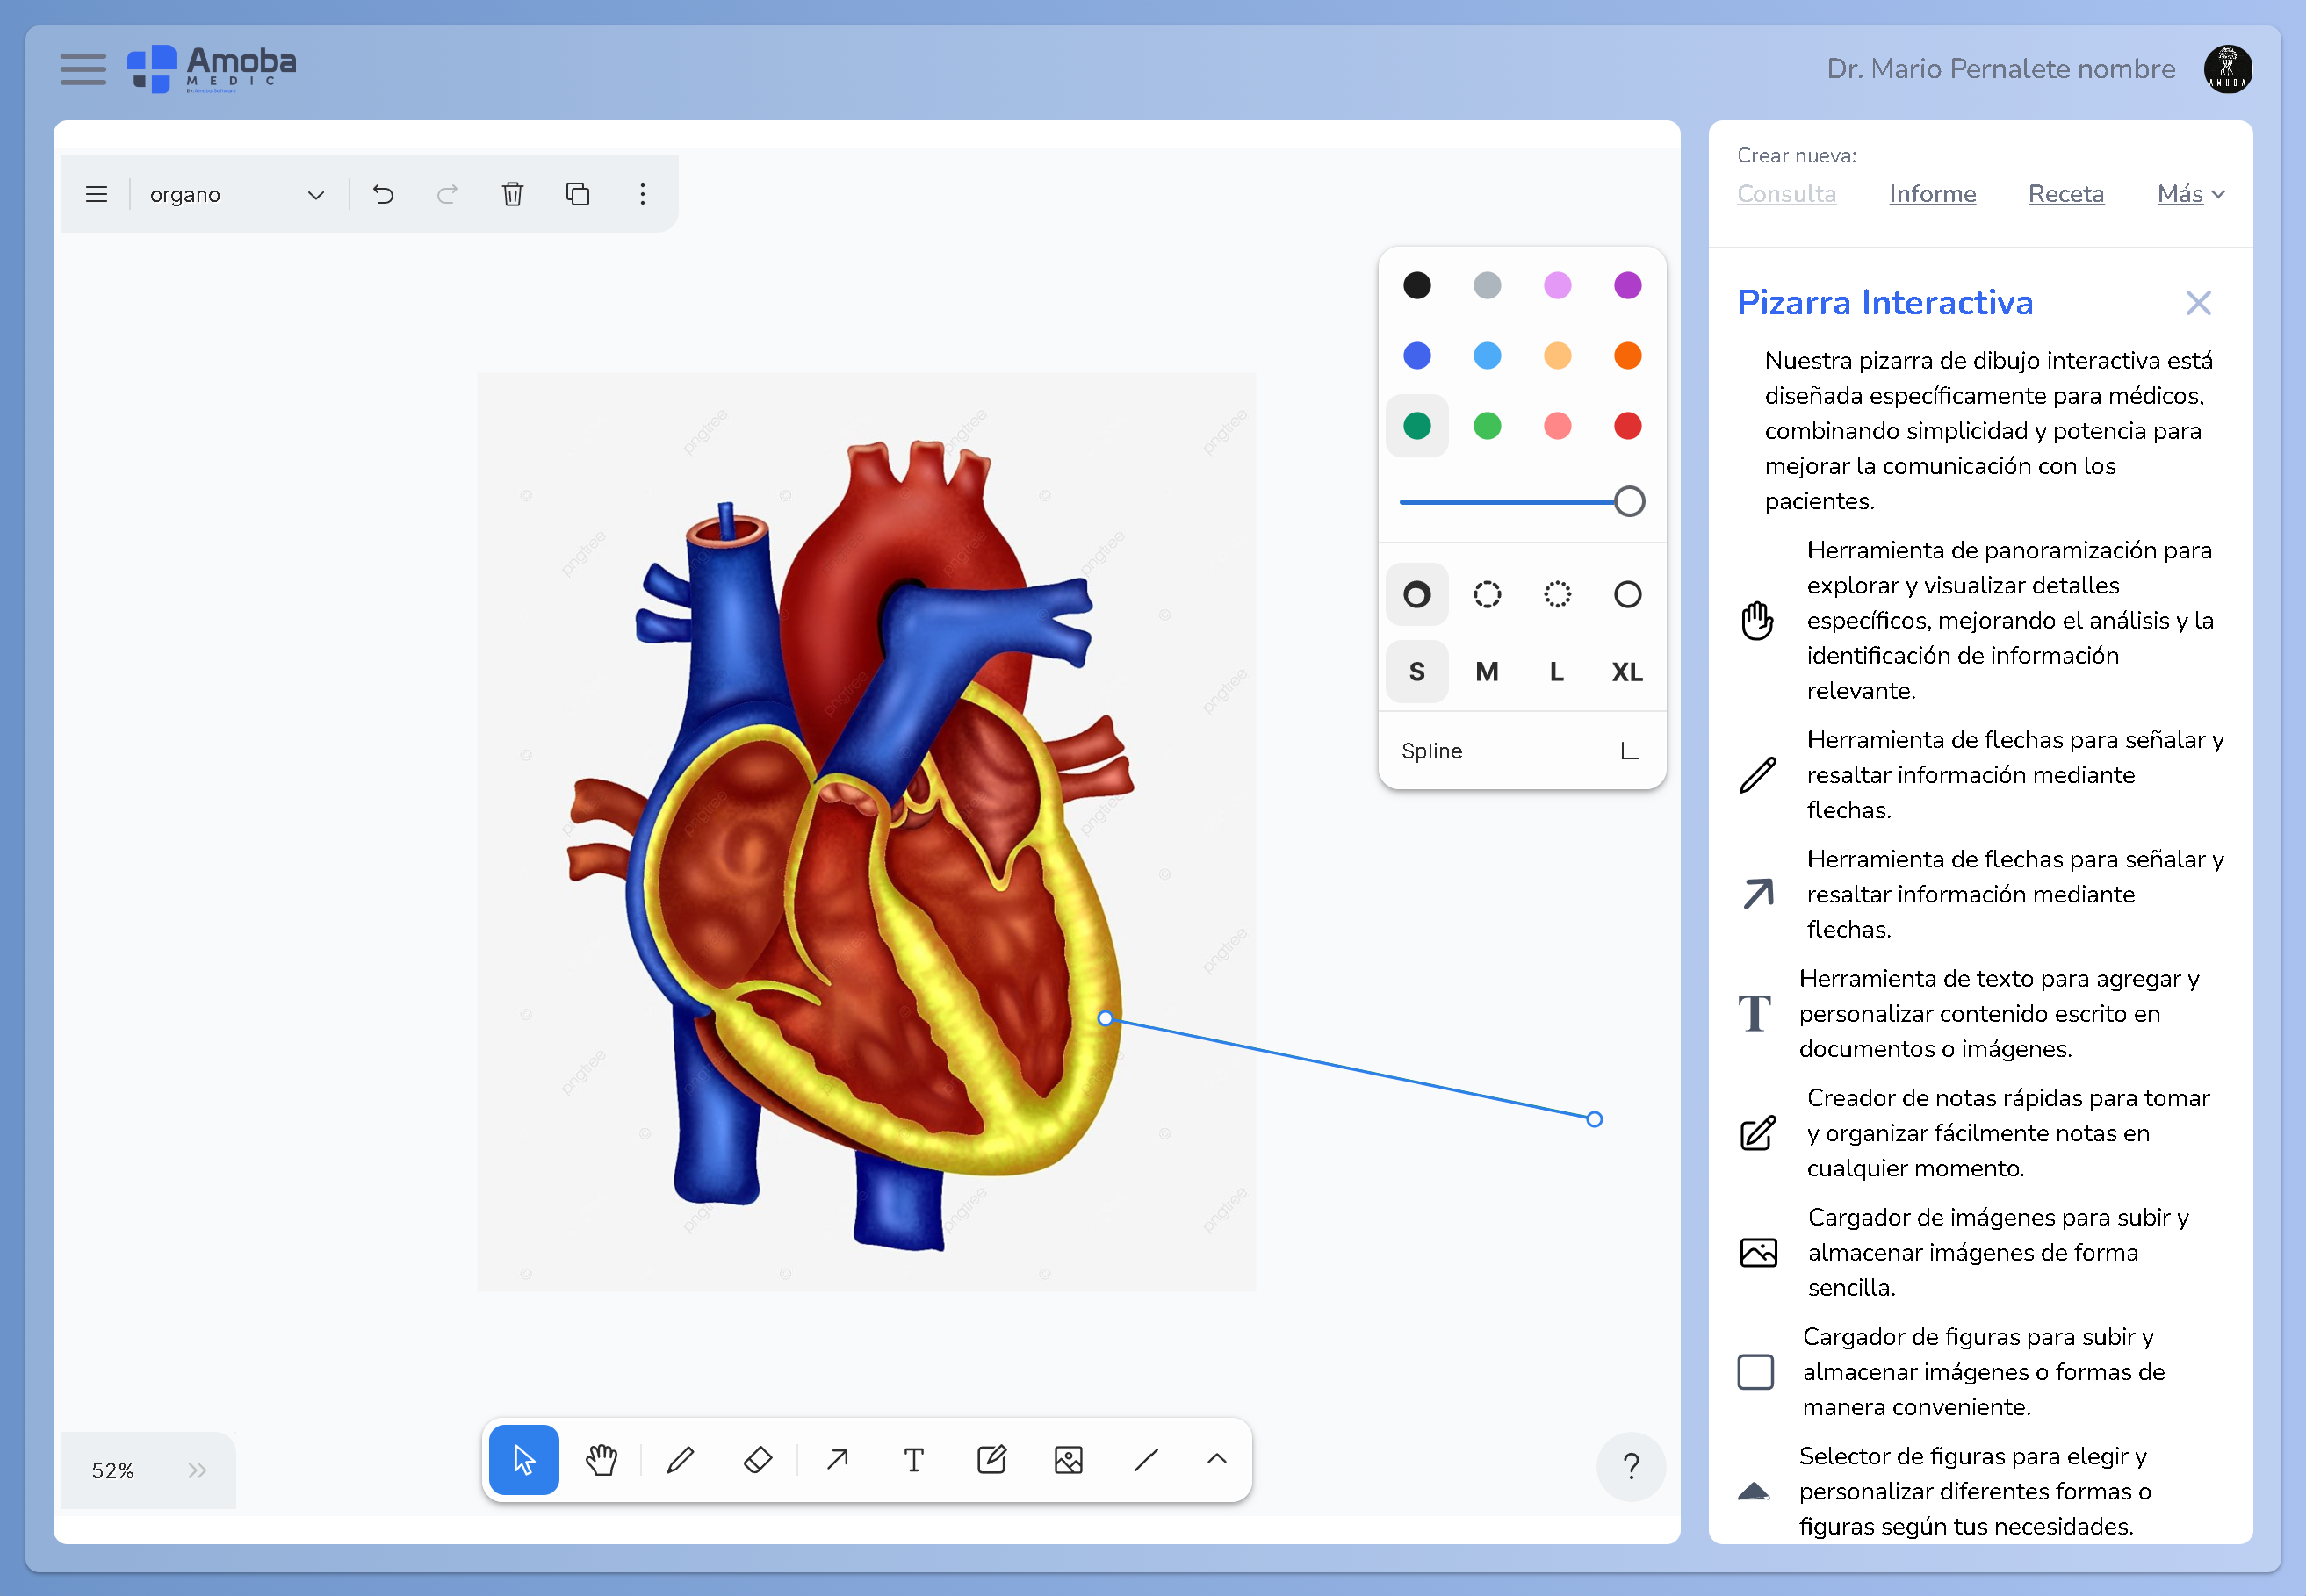 Amoba
MEDIC
By Amoba Software
Dr. Mario Pernalete nombre
AMOBA
organo
S M L XL
Spline
pngtree
52%
?
T
Crear nueva:
Consulta Informe Receta Más
Pizarra Interactiva
Nuestra pizarra de dibujo interactiva está
diseñada específicamente para médicos,
combinando simplicidad y potencia para
mejorar la comunicación con los
pacientes.
Herramienta de panoramización para
explorar y visualizar detalles
específicos, mejorando el análisis y la
identificación de información
relevante.
Herramienta de flechas para señalar y
resaltar información mediante
flechas.
Herramienta de flechas para señalar y
resaltar información mediante
flechas.
T
Herramienta de texto para agregar y
personalizar contenido escrito en
documentos o imágenes.
Creador de notas rápidas para tomar
y organizar fácilmente notas en
cualquier momento.
Cargador de imágenes para subir y
almacenar imágenes de forma
sencilla.
Cargador de figuras para subir y
almacenar imágenes o formas de
manera conveniente.
Selector de figuras para elegir y
personalizar diferentes formas o
figuras según tus necesidades.